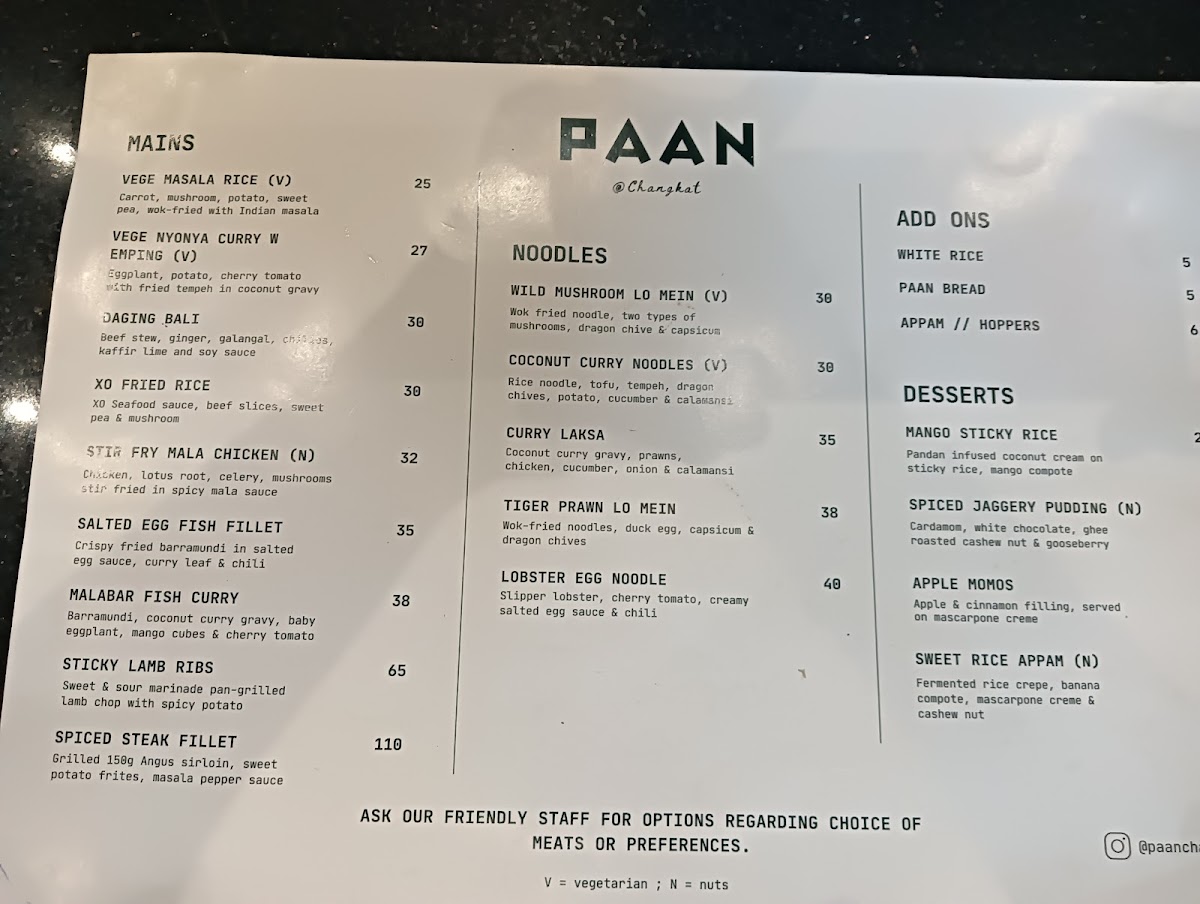 PAAN
@Changkat
MAINS
VEGE MASALA RICE (V) 25
Carrot, mushroom, potato, sweet
pea, wok-fried with Indian masala
VEGE NYONYA CURRY W
EMPING (V) 27
Eggplant, potato, cherry tomato
with fried tempeh in coconut gravy
DAGING BALI 30
Beef stew, ginger, galangal, chillies,
kaffir lime and soy sauce
XO FRIED RICE 30
XO Seafood sauce, beef slices, sweet
pea & mushroom
STIR FRY MALA CHICKEN (N) 32
Chicken, lotus root, celery, mushrooms
stir fried in spicy mala sauce
SALTED EGG FISH FILLET 35
Crispy fried barramundi in salted
egg sauce, curry leaf & chili
MALABAR FISH CURRY 38
Barramundi, coconut curry gravy, baby
eggplant, mango cubes & cherry tomato
STICKY LAMB RIBS 65
Sweet & sour marinade pan-grilled
lamb chop with spicy potato
SPICED STEAK FILLET 110
Grilled 150g Angus sirloin, sweet
potato frites, masala pepper sauce
NOODLES
WILD MUSHROOM LO MEIN (V) 30
Wok fried noodle, two types of
mushrooms, dragon chive & capsicum
COCONUT CURRY NOODLES (V) 30
Rice noodle, tofu, tempeh, dragon
chives, potato, cucumber & calamansi
CURRY LAKSA 35
Coconut curry gravy, prawns,
chicken, cucumber, onion & calamansi
TIGER PRAWN LO MEIN 38
Wok-fried noodles, duck egg, capsicum &
dragon chives
LOBSTER EGG NOODLE 40
Slipper lobster, cherry tomato, creamy
salted egg sauce & chili
ADD ONS
WHITE RICE 5
PAAN BREAD 5
APPAM // HOPPERS 6
DESSERTS
MANGO STICKY RICE
Pandan infused coconut cream on
sticky rice, mango compote
SPICED JAGGERY PUDDING (N)
Cardamom, white chocolate, ghee
roasted cashew nut & gooseberry
APPLE MOMOS
Apple & cinnamon filling, served
on mascarpone creme
SWEET RICE APPAM (N)
Fermented rice crepe, banana
compote, mascarpone creme &
cashew nut
ASK OUR FRIENDLY STAFF FOR OPTIONS REGARDING CHOICE OF
MEATS OR PREFERENCES.
V = vegetarian ; N = nuts
@paancha